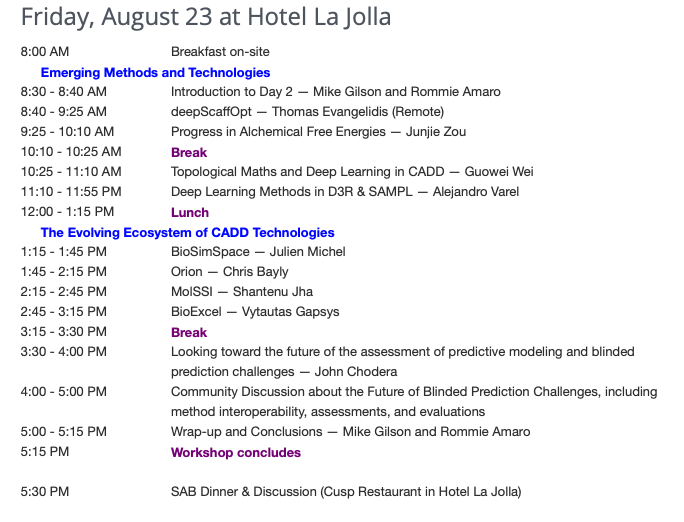 Friday, August 23 at Hotel La Jolla
8:00 AM Breakfast on-site
Emerging Methods and Technologies
8:30 - 8:40 AM Introduction to Day 2 — Mike Gilson and Rommie Amaro
8:40 - 9:25 AM deepScaffOpt — Thomas Evangelidis (Remote)
9:25 - 10:10 AM Progress in Alchemical Free Energies — Junjie Zou
10:10 - 10:25 AM Break
10:25 - 11:10 AM Topological Maths and Deep Learning in CADD — Guowei Wei
11:10 - 11:55 PM Deep Learning Methods in D3R & SAMPL — Alejandro Varel
12:00 - 1:15 PM Lunch
The Evolving Ecosystem of CADD Technologies
1:15 - 1:45 PM BioSimSpace — Julien Michel
1:45 - 2:15 PM Orion — Chris Bayly
2:15 - 2:45 PM MolSSI — Shantenu Jha
2:45 - 3:15 PM BioExcel — Vytautas Gapsys
3:15 - 3:30 PM Break
3:30 - 4:00 PM Looking toward the future of the assessment of predictive modeling and blinded
prediction challenges — John Chodera
4:00 - 5:00 PM Community Discussion about the Future of Blinded Prediction Challenges, including
method interoperability, assessments, and evaluations
5:00 - 5:15 PM Wrap-up and Conclusions — Mike Gilson and Rommie Amaro
5:15 PM Workshop concludes
5:30 PM SAB Dinner & Discussion (Cusp Restaurant in Hotel La Jolla)